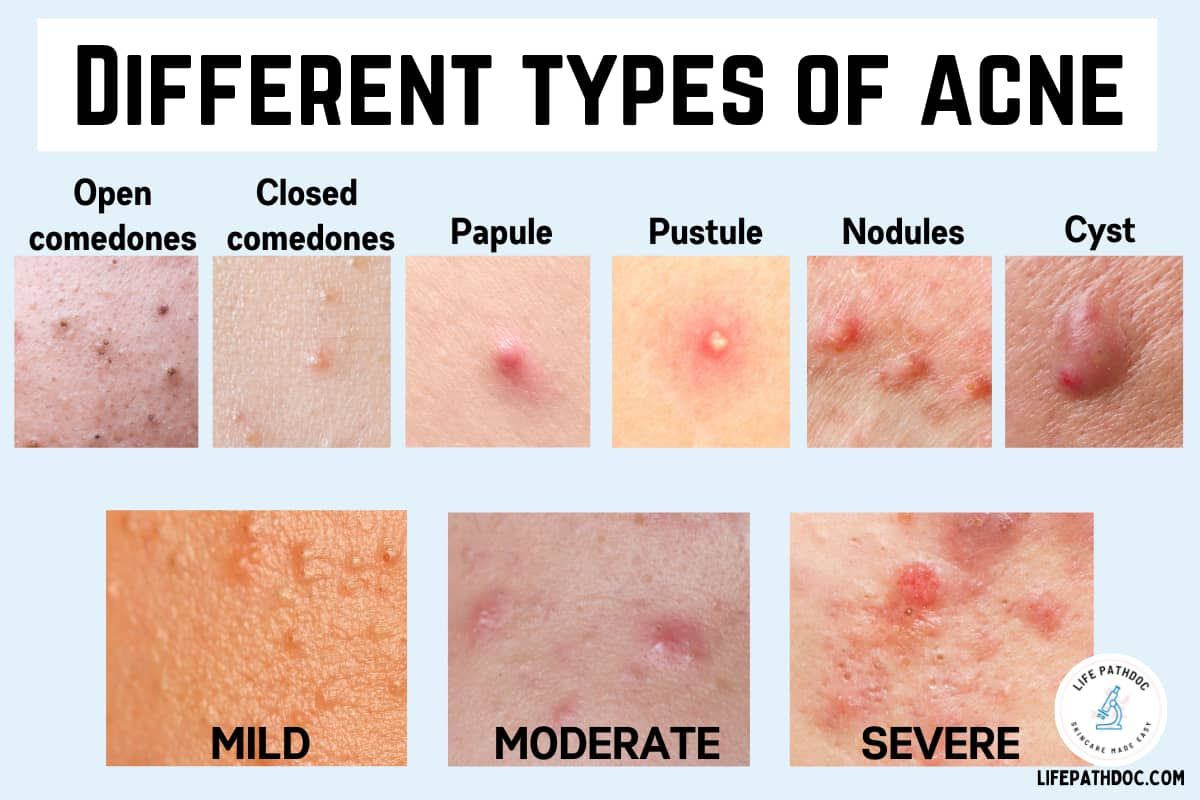 DIFFERENT TYPES OF ACNE
Open
comedones
Closed
comedones
Papule
Pustule
Nodules
Cyst
MILD
MODERATE
SEVERE
LIFE PATHDOC
SKINCARE MADE EASY
LIFEPATHDOC.COM